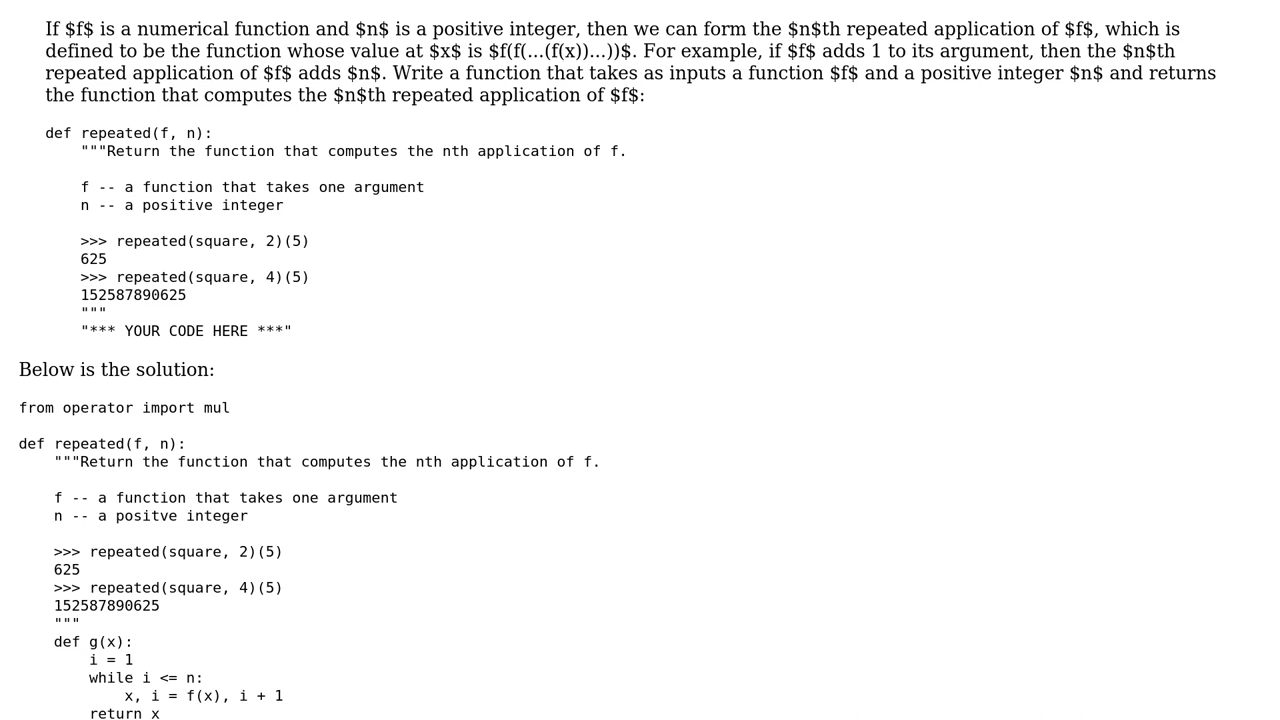 If $f$ is a numerical function and $n$ is a positive integer, then we can form the $n$th repeated application of $f$, which is
defined to be the function whose value at $x$ is $f(f(...(f(x))...))$. For example, if $f$ adds 1 to its argument, then the $n$th
repeated application of $f$ adds $n$. Write a function that takes as inputs a function $f$ and a positive integer $n$ and returns
the function that computes the $n$th repeated application of $f$:
def repeated(f, n):
    """Return the function that computes the nth application of f.
    f -- a function that takes one argument
    n -- a positive integer
    >>> repeated(square, 2)(5)
    625
    >>> repeated(square, 4)(5)
    152587890625
    """
    "*** YOUR CODE HERE ***"
Below is the solution:
from operator import mul
def repeated(f, n):
    """Return the function that computes the nth application of f.
    f -- a function that takes one argument
    n -- a positve integer
    >>> repeated(square, 2)(5)
    625
    >>> repeated(square, 4)(5)
    152587890625
    """
    def g(x):
        i = 1
        while i <= n:
            x, i = f(x), i + 1
        return x